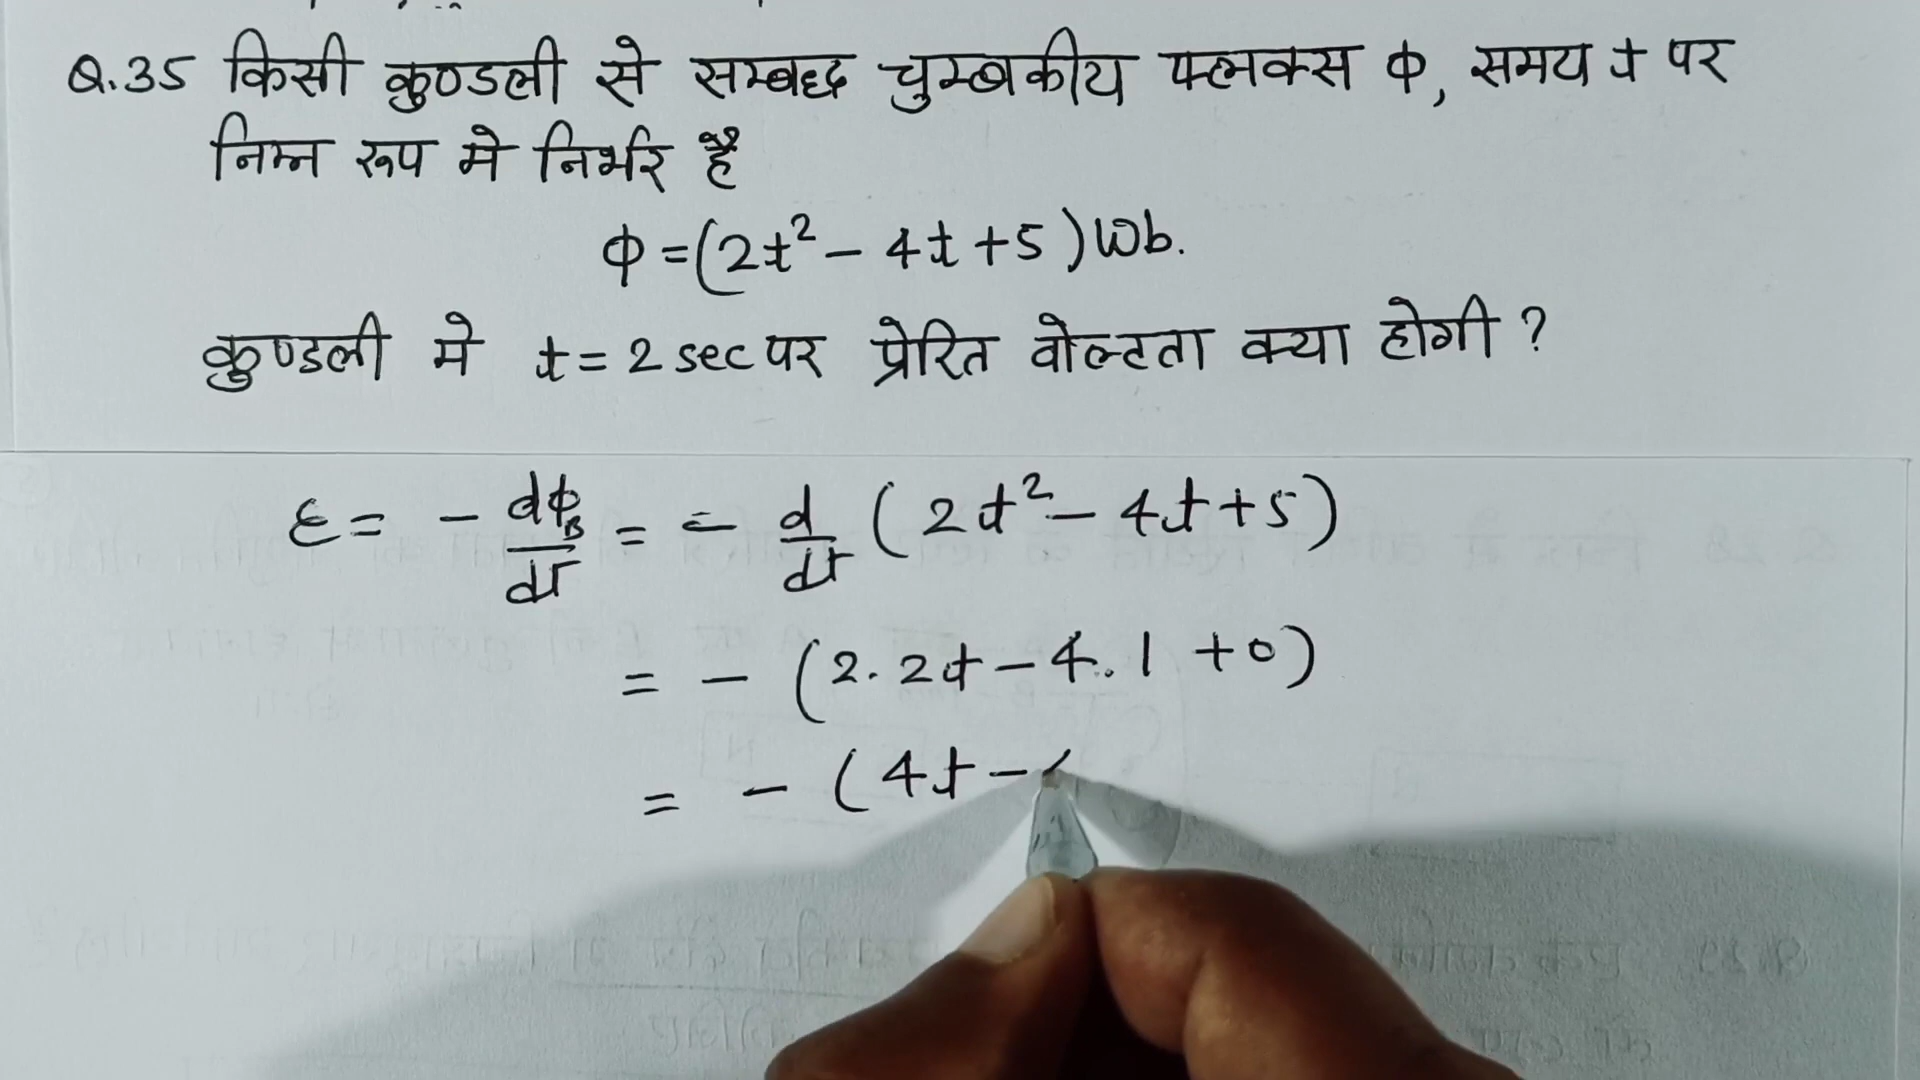 Q.35 किसी कुण्डली से सम्बद्ध चुम्बकीय फ्लक्स ϕ, समय t पर
निम्न रूप मे निर्भर है
ϕ = (2t² – 4t + 5) Wb.
कुण्डली मे t = 2 sec पर प्रेरित वोल्टता क्या होगी ?
ε = – dϕ_B/dt = – d/dt (2t² – 4t + 5)
= – (2.2t – 4.1 + 0)
= – (4t –